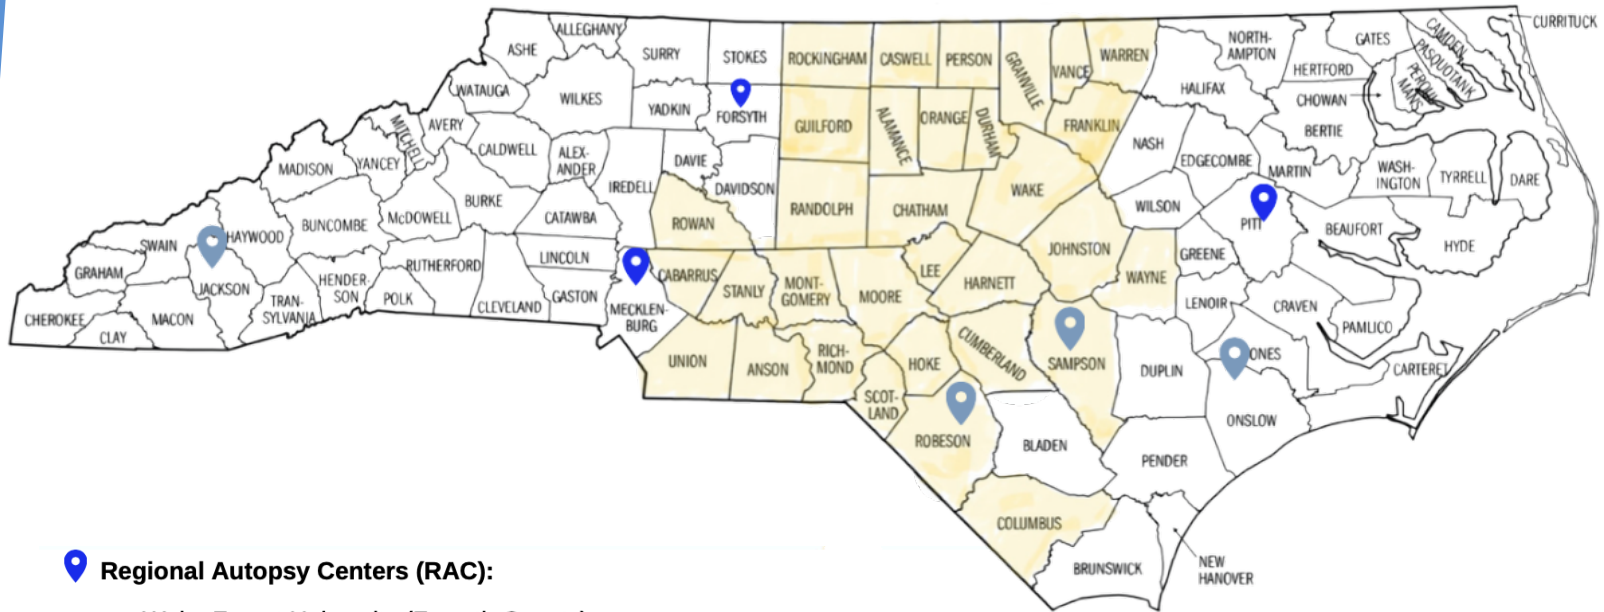 ALLEGHANY
CURRITUCK
ASHE
SURRY
STOKES
ROCKINGHAM
CASWELL
PERSON
GRANVILLE
VANCE
WARREN
NORTH-
AMPTON
GATES
CAMDEN
PASQUOTANK
HERTFORD
PERQUI-
MANS
WATAUGA
WILKES
YADKIN
FORSYTH
HALIFAX
CHOWAN
MITCHELL
AVERY
GUILFORD
ALAMANCE
ORANGE
DURHAM
FRANKLIN
BERTIE
MADISON
YANCEY
CALDWELL
ALEX-
ANDER
DAVIE
NASH
EDGECOMBE
MARTIN
WASH-
INGTON
TYRRELL
DARE
BURKE
IREDELL
DAVIDSON
WAKE
BUNCOMBE
McDOWELL
CATAWBA
ROWAN
RANDOLPH
CHATHAM
WILSON
PITT
BEAUFORT
SWAIN
HAYWOOD
JOHNSTON
GREENE
HYDE
GRAHAM
JACKSON
HENDER-
SON
RUTHERFORD
LINCOLN
CABARRUS
STANLY
MONT-
GOMERY
MOORE
LEE
HARNETT
WAYNE
CHEROKEE
CLAY
MACON
TRAN-
SYLVANIA
POLK
CLEVELAND
GASTON
MECKLEN-
BURG
LENOIR
CRAVEN
PAMLICO
UNION
ANSON
RICH-
MOND
HOKE
CUMBERLAND
SAMPSON
DUPLIN
ONES
CARTERET
SCOT-
LAND
ROBESON
BLADEN
ONSLOW
PENDER
COLUMBUS
BRUNSWICK
NEW
HANOVER
Regional Autopsy Centers (RAC):